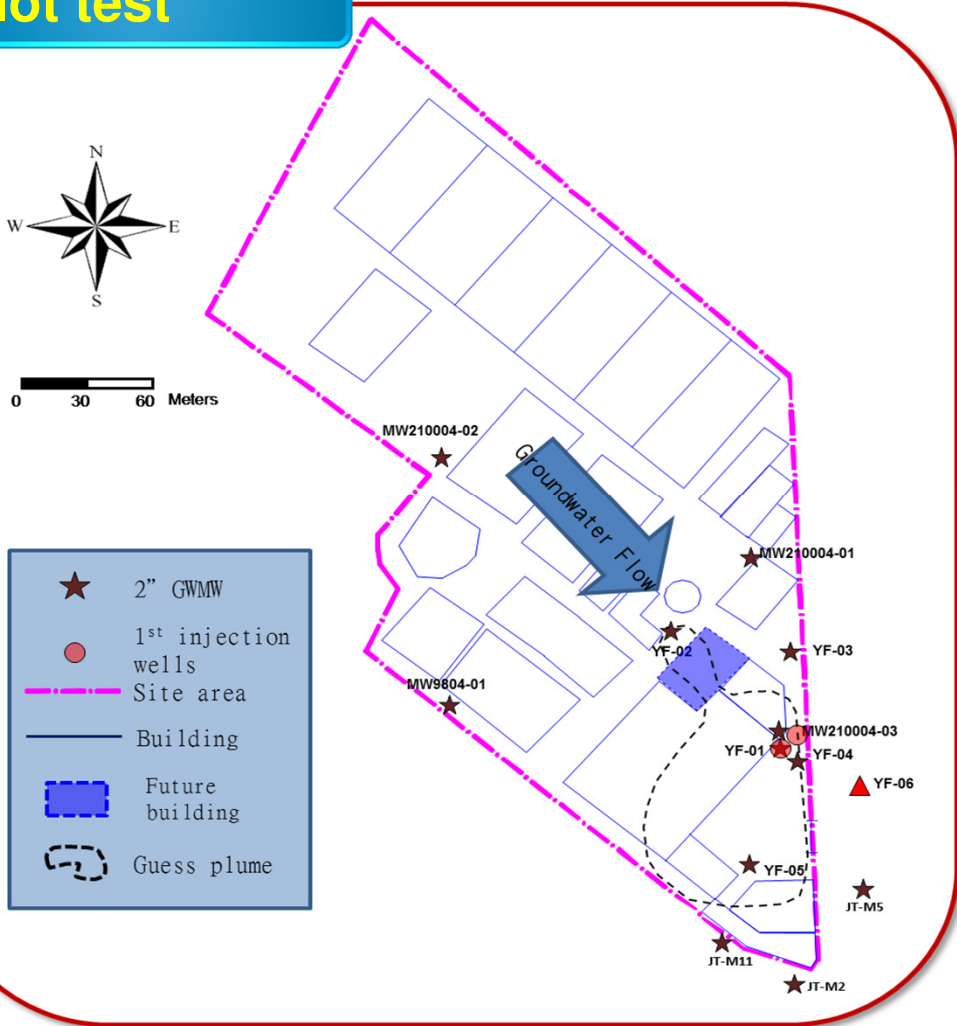 ot test
N
W
E
S
0 30 60 Meters
MW210004-02
Groundwater Flow
MW210004-01
YF-02
YF-03
MW9804-01
MW210004-03
YF-01
YF-04
YF-06
YF-05
JT-M5
JT-M11
JT-M2
2” GWMW
1st injection
wells
Site area
Building
Future
building
Guess plume